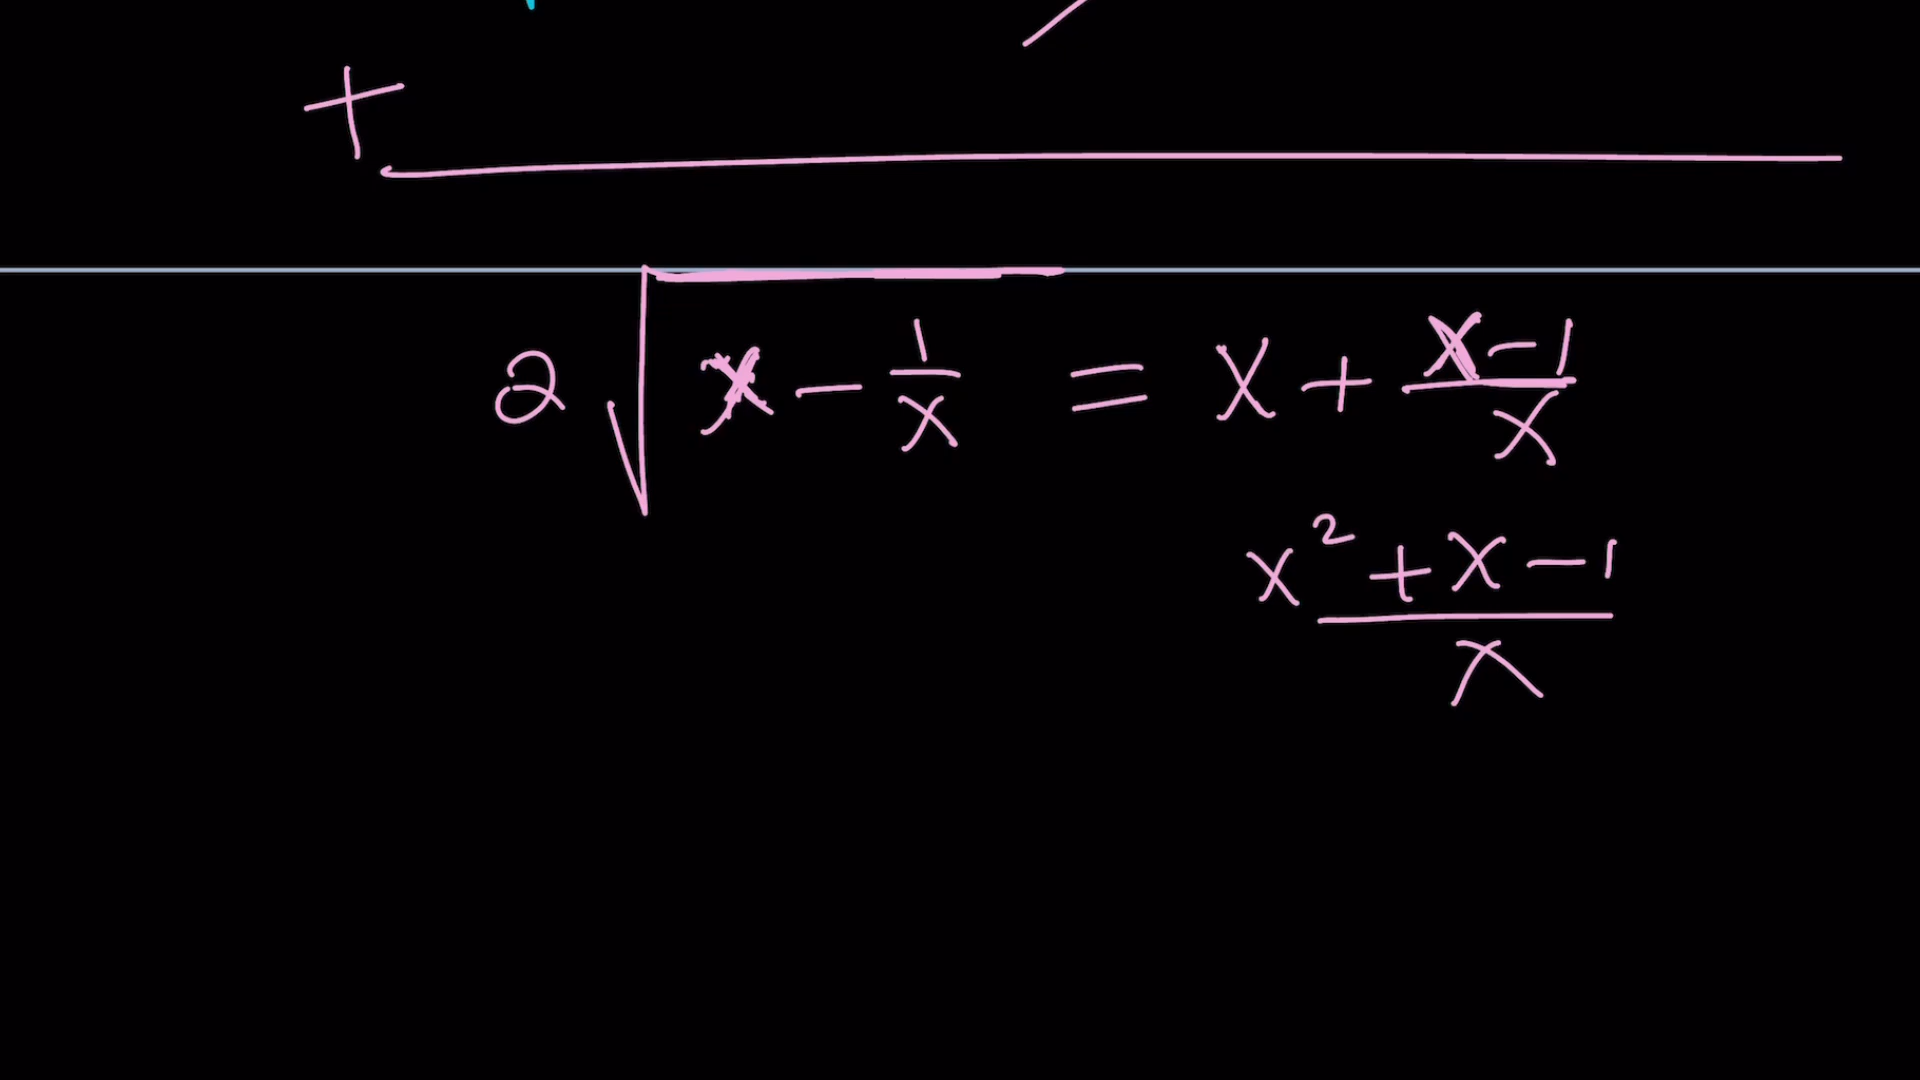 +
2√(x - 1/x) = x + (x-1)/x
(x² + x - 1)/x